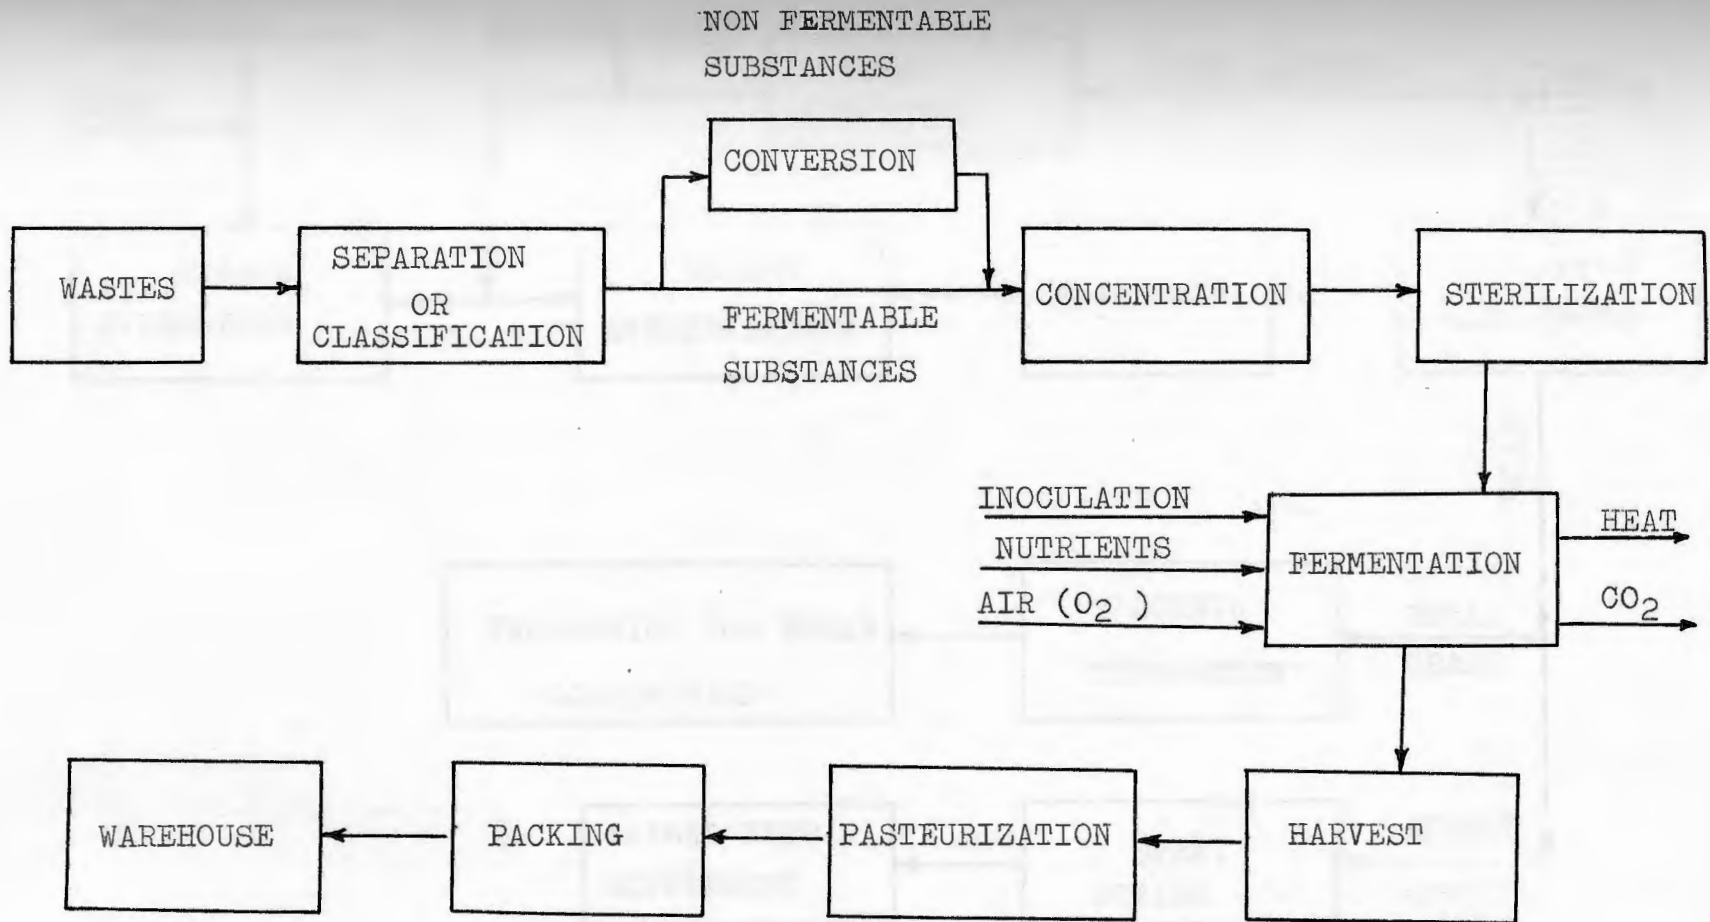 NON FERMENTABLE
SUBSTANCES
CONVERSION
WASTES
SEPARATION
OR
CLASSIFICATION
FERMENTABLE
SUBSTANCES
CONCENTRATION
STERILIZATION
INOCULATION
NUTRIENTS
AIR (O₂ )
FERMENTATION
HEAT
CO₂
WAREHOUSE
PACKING
PASTEURIZATION
HARVEST